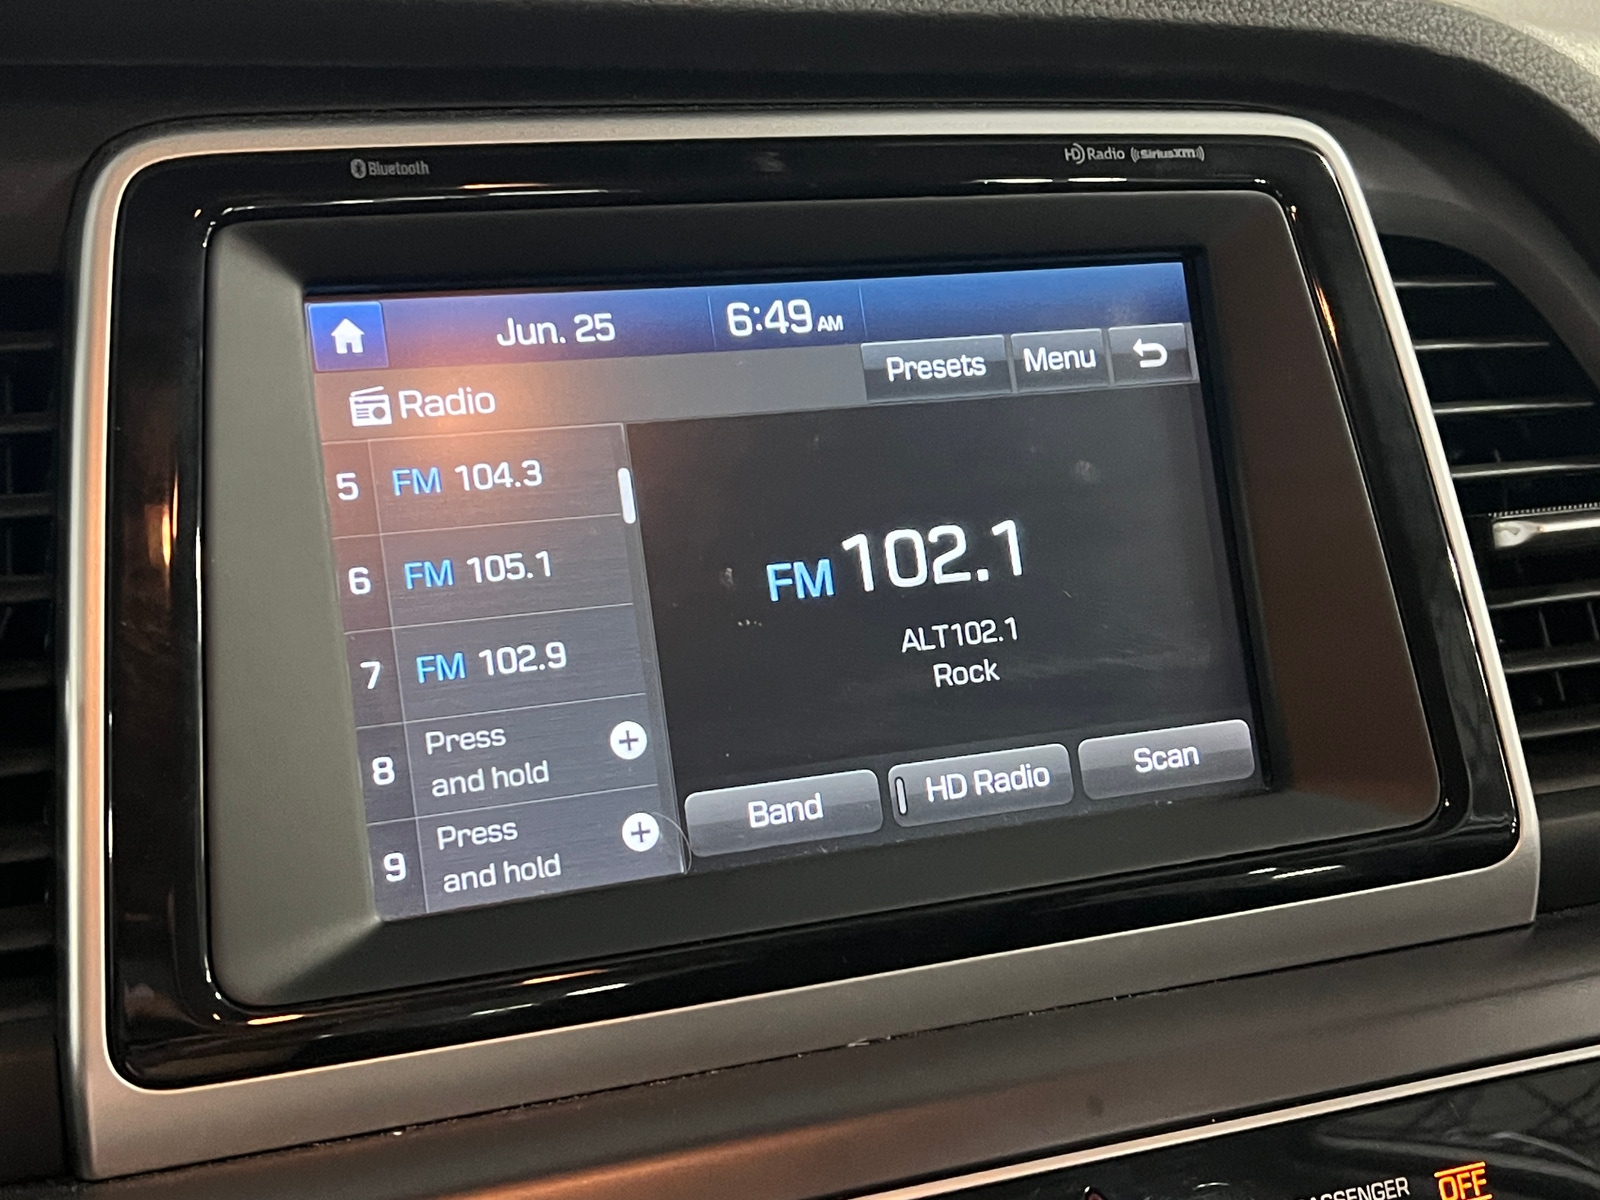 Bluetooth
HD Radio (((SiriusXM)))
Jun. 25
6:49 AM
Presets
Menu
Radio
5 FM 104.3
6 FM 105.1
7 FM 102.9
8 Press
and hold
9 Press
and hold
FM 102.1
ALT102.1
Rock
Band
HD Radio
Scan
OFF